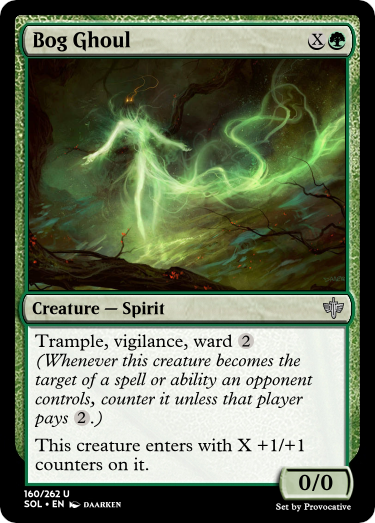 Bog Ghoul X
Creature — Spirit
Trample, vigilance, ward 2
(Whenever this creature becomes the
target of a spell or ability an opponent
controls, counter it unless that player
pays 2.)
This creature enters with X +1/+1
counters on it.
0/0
160/262 U
SOL • EN DAARKEN
Set by Provocative